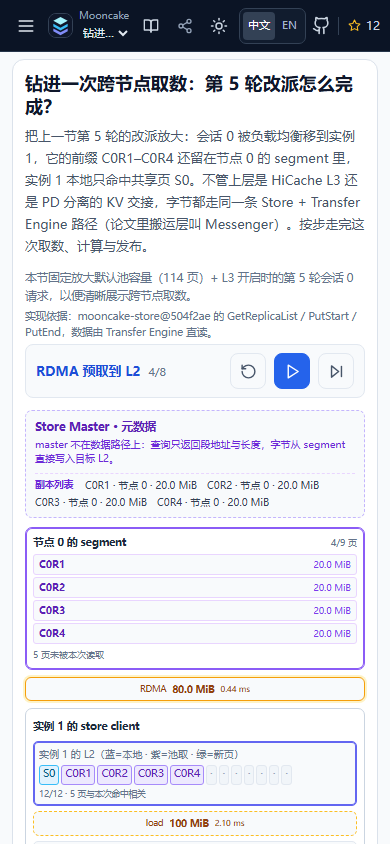 Mooncake
钻进...
中文
EN
12
钻进一次跨节点取数：第 5 轮改派怎么完
成？
把上一节第 5 轮的改派放大：会话 0 被负载均衡移到实例
1，它的前缀 C0R1–C0R4 还留在节点 0 的 segment 里，
实例 1 本地只命中共享页 S0。不管上层是 HiCache L3 还
是 PD 分离的 KV 交接，字节都走同一条 Store + Transfer
Engine 路径（论文里搬运层叫 Messenger）。按步走完这
次取数、计算与发布。
本节固定放大默认池容量（114 页）+ L3 开启时的第 5 轮会话 0
请求，以便清晰展示跨节点取数。
实现依据：mooncake-store@504f2ae 的 GetReplicaList / PutStart /
PutEnd，数据由 Transfer Engine 直读。
RDMA 预取到 L2 4/8
Store Master · 元数据
master 不在数据路径上：查询只返回段地址与长度，字节从 segment
直接写入目标 L2。
副本列表 C0R1 · 节点 0 · 20.0 MiB C0R2 · 节点 0 · 20.0 MiB
C0R3 · 节点 0 · 20.0 MiB C0R4 · 节点 0 · 20.0 MiB
节点 0 的 segment 4/9 页
C0R1 20.0 MiB
C0R2 20.0 MiB
C0R3 20.0 MiB
C0R4 20.0 MiB
5 页未被本次读取
RDMA 80.0 MiB 0.44 ms
实例 1 的 store client
实例 1 的 L2（蓝=本地 · 紫=池取 · 绿=新页）
S0 C0R1 C0R2 C0R3 C0R4 · · · · · · ·
12/12 · 5 页与本次命中相关
load 100 MiB 2.10 ms